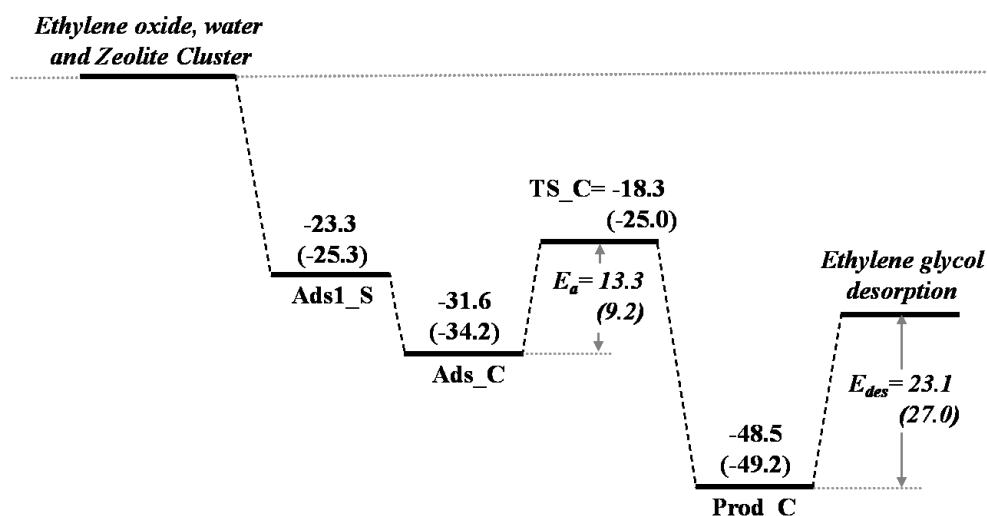 Ethylene oxide, water
and Zeolite Cluster
TS_C= -18.3
(-25.0)
-23.3
(-25.3)
Ads1_S
E_a= 13.3
(9.2)
Ethylene glycol
desorption
-31.6
(-34.2)
Ads_C
E_des= 23.1
(27.0)
-48.5
(-49.2)
Prod_C